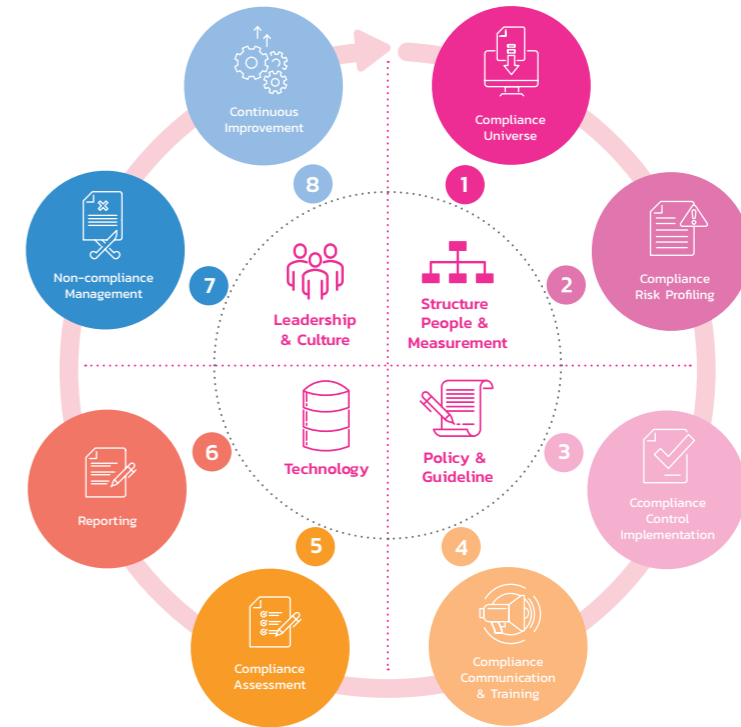 Compliance
Universe
1
Compliance
Risk Profiling
2
Ccompliance
Control
Implementation
3
Compliance
Communication
& Training
4
Compliance
Assessment
5
Reporting
6
Non-compliance
Management
7
Continuous
Improvement
8
Leadership
& Culture
Structure
People &
Measurement
Technology
Policy &
Guideline